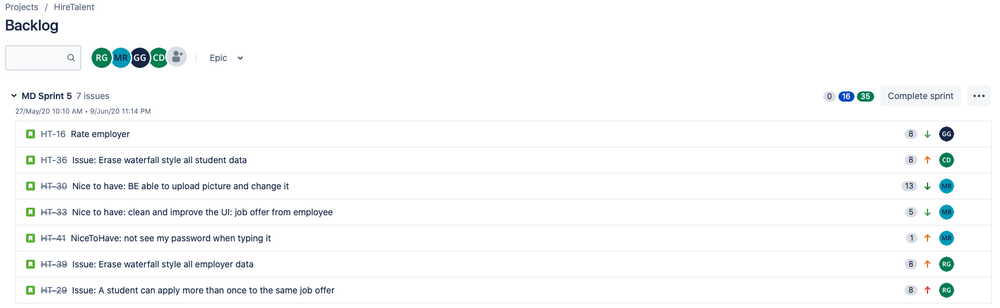 Projects / HireTalent
Backlog
RG MR GG CD Epic
MD Sprint 5 7 issues 0 16 35 Complete sprint
27/May/20 10:10 AM • 9/Jun/20 11:14 PM
HT-16 Rate employer 8 GG
HT-36 Issue: Erase waterfall style all student data 8 CD
HT-30 Nice to have: BE able to upload picture and change it 13 MR
HT-33 Nice to have: clean and improve the UI: job offer from employee 5 MR
HT-41 NiceToHave: not see my password when typing it 1 MR
HT-39 Issue: Erase waterfall style all employer data 8 RG
HT-29 Issue: A student can apply more than once to the same job offer 8 RG